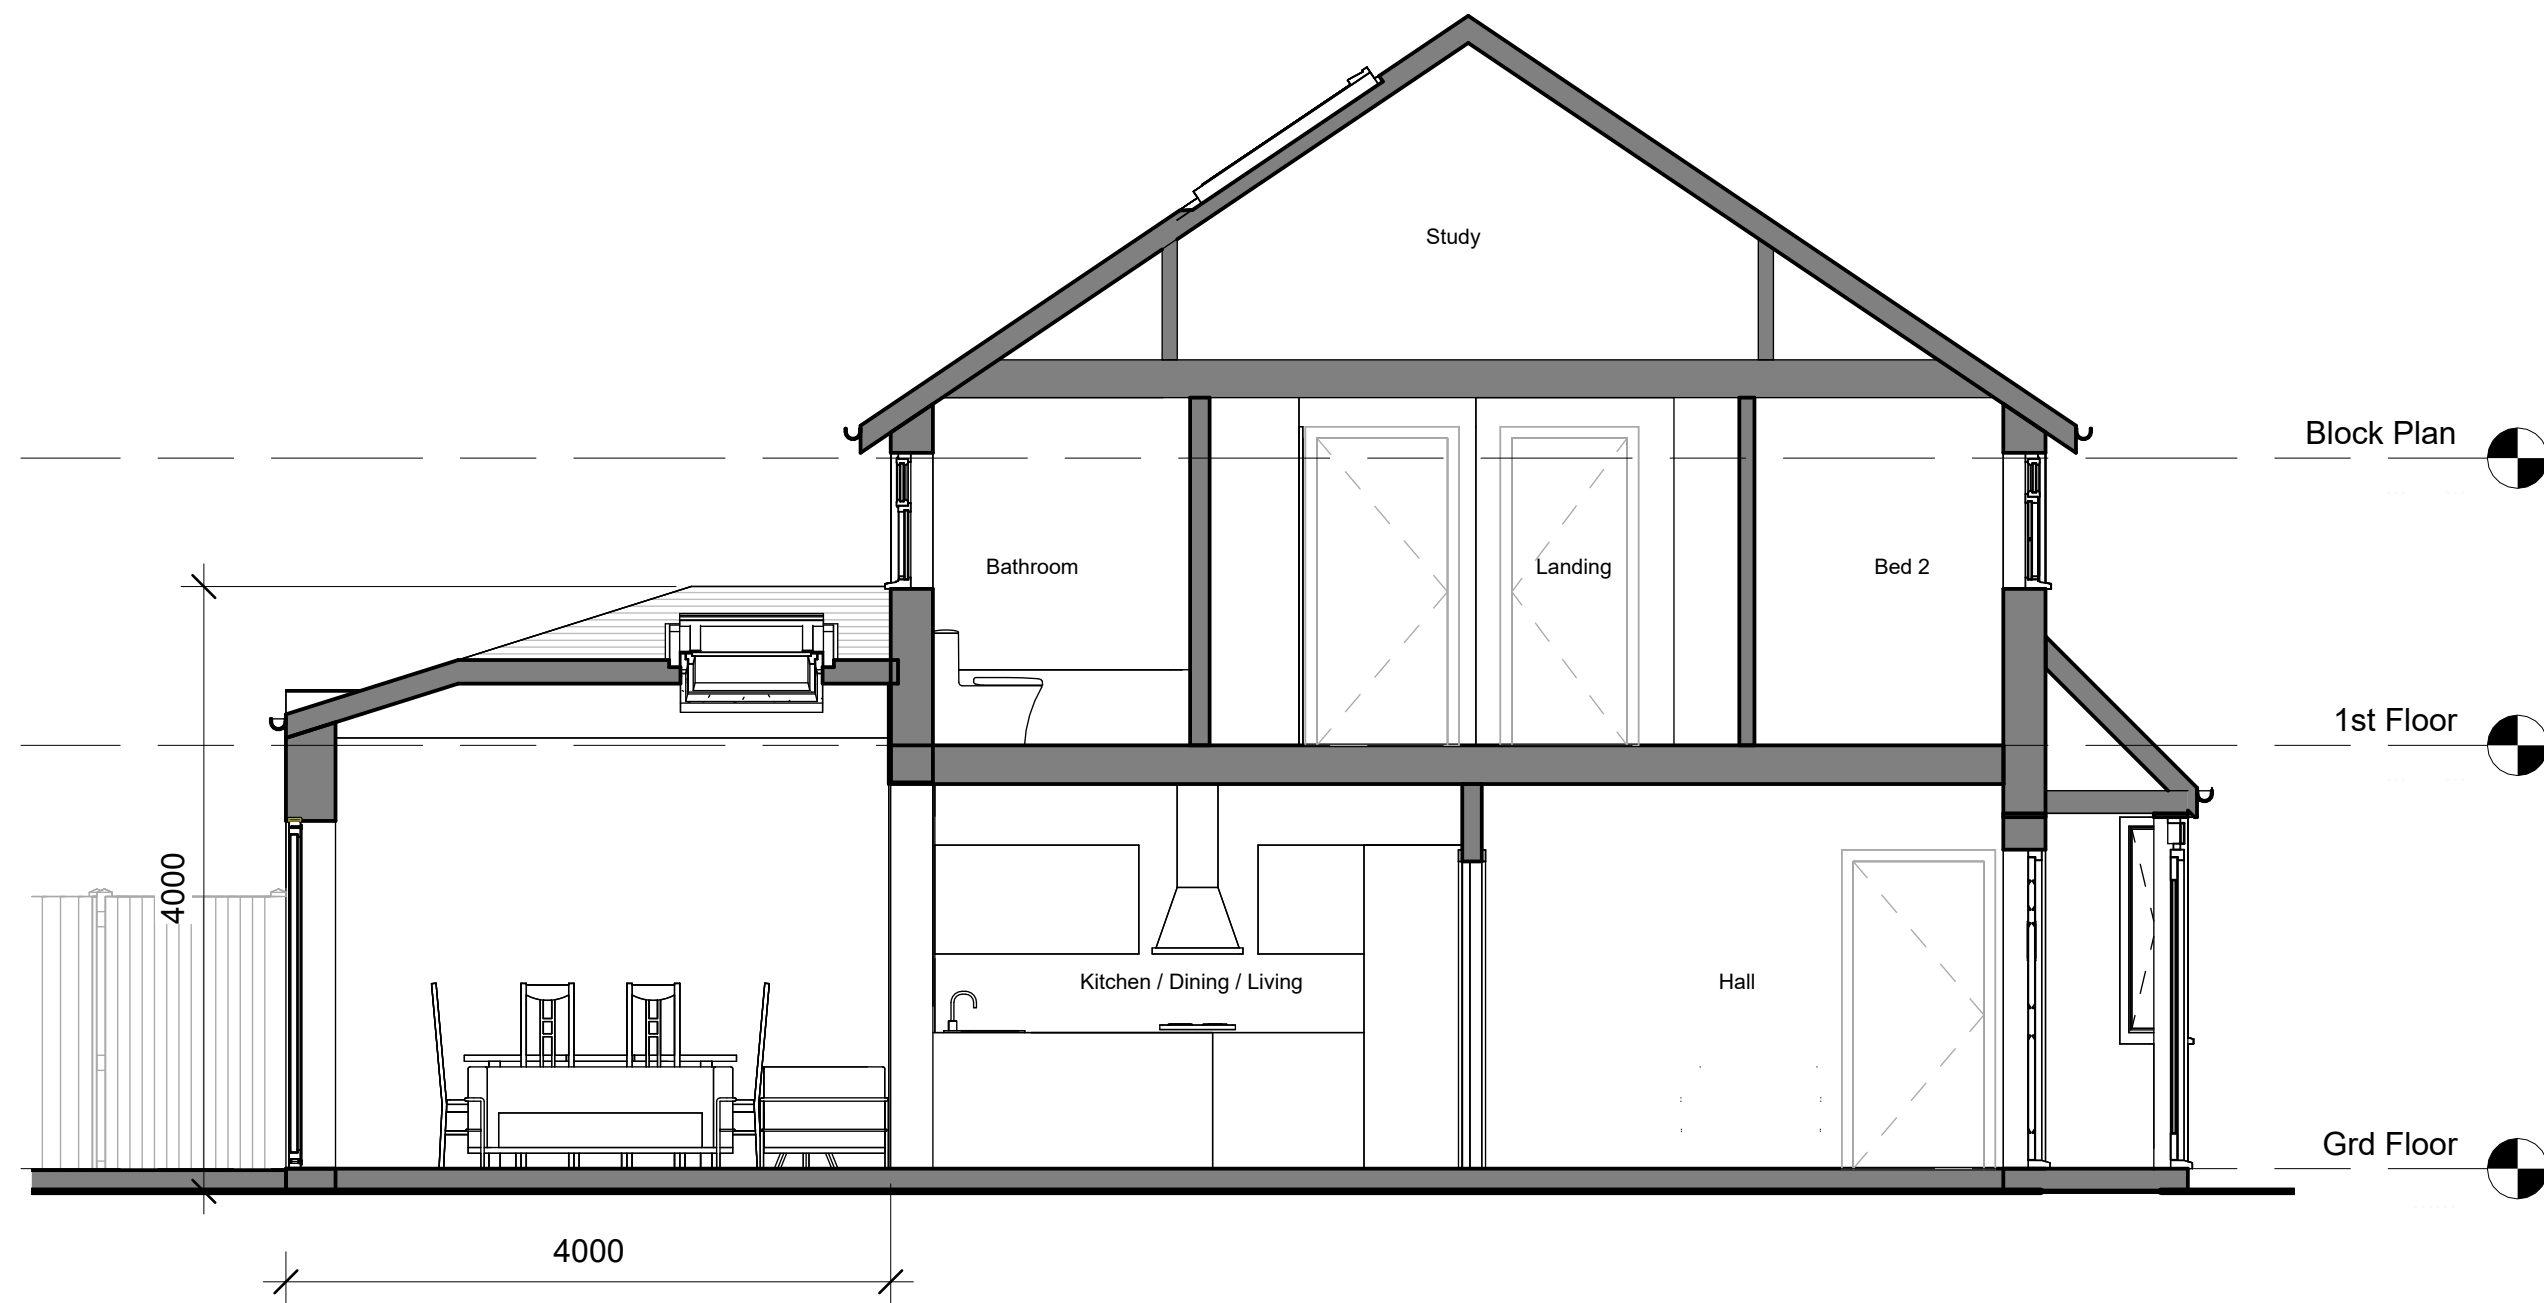 Study
Block Plan
Bathroom
Landing
Bed 2
1st Floor
4000
Kitchen / Dining / Living
Hall
Grd Floor
4000